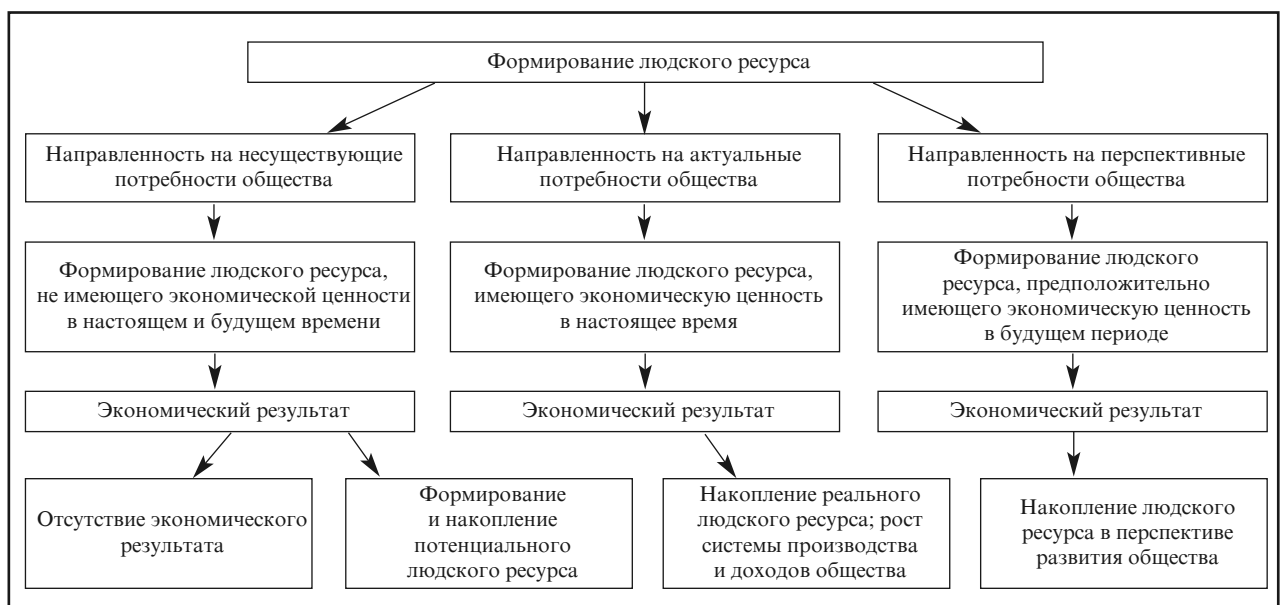 Формирование людского ресурса
Направленность на несуществующие
потребности общества
Направленность на актуальные
потребности общества
Направленность на перспективные
потребности общества
Формирование людского ресурса,
не имеющего экономической ценности
в настоящем и будущем времени
Формирование людского ресурса,
имеющего экономическую ценность
в настоящее время
Формирование людского
ресурса, предположительно
имеющего экономическую ценность
в будущем периоде
Экономический результат
Экономический результат
Экономический результат
Отсутствие экономического
результата
Формирование
и накопление
потенциального
людского ресурса
Накопление реального
людского ресурса; рост
системы производства
и доходов общества
Накопление людского
ресурса в перспективе
развития общества